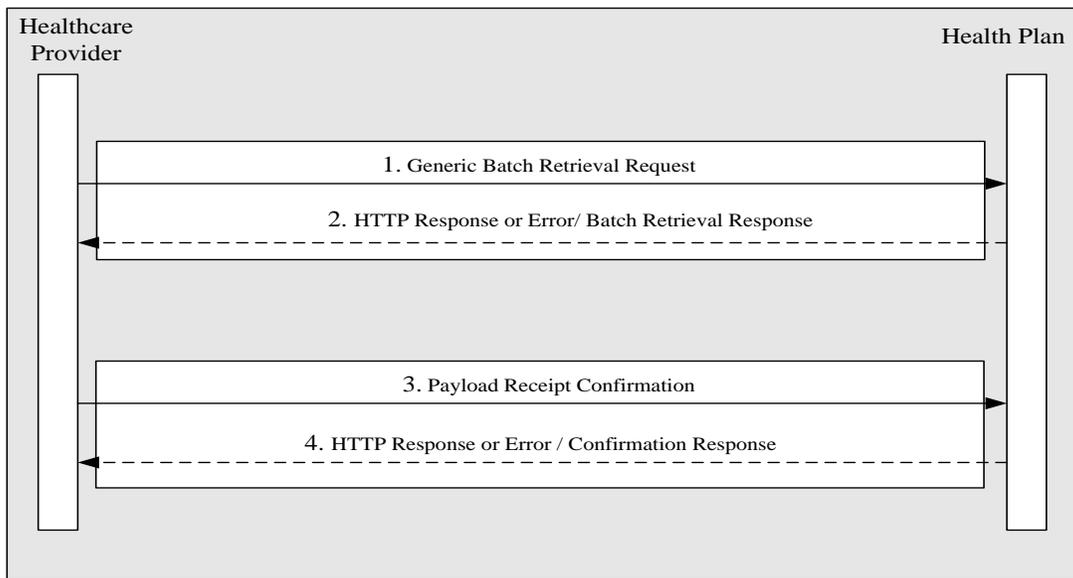 Healthcare
Provider
Health Plan
1. Generic Batch Retrieval Request
2. HTTP Response or Error/ Batch Retrieval Response
3. Payload Receipt Confirmation
4. HTTP Response or Error / Confirmation Response